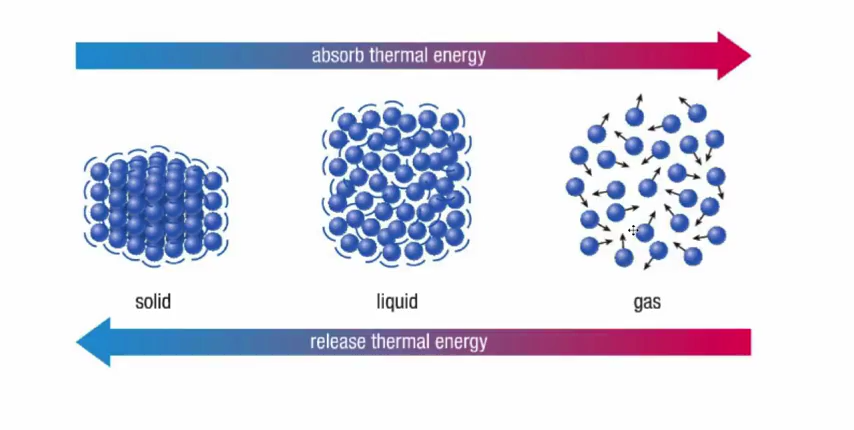 absorb thermal energy
solid
liquid
gas
release thermal energy